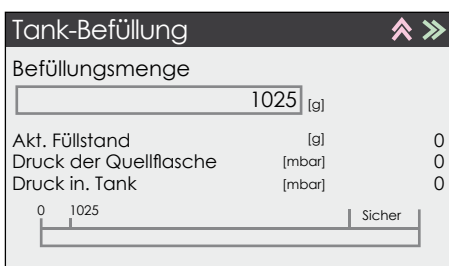 Tank-Befüllung
Befüllungsmenge
1025 [g]
Akt. Füllstand [g] 0
Druck der Quellflasche [mbar] 0
Druck in. Tank [mbar] 0
0 1025 Sicher